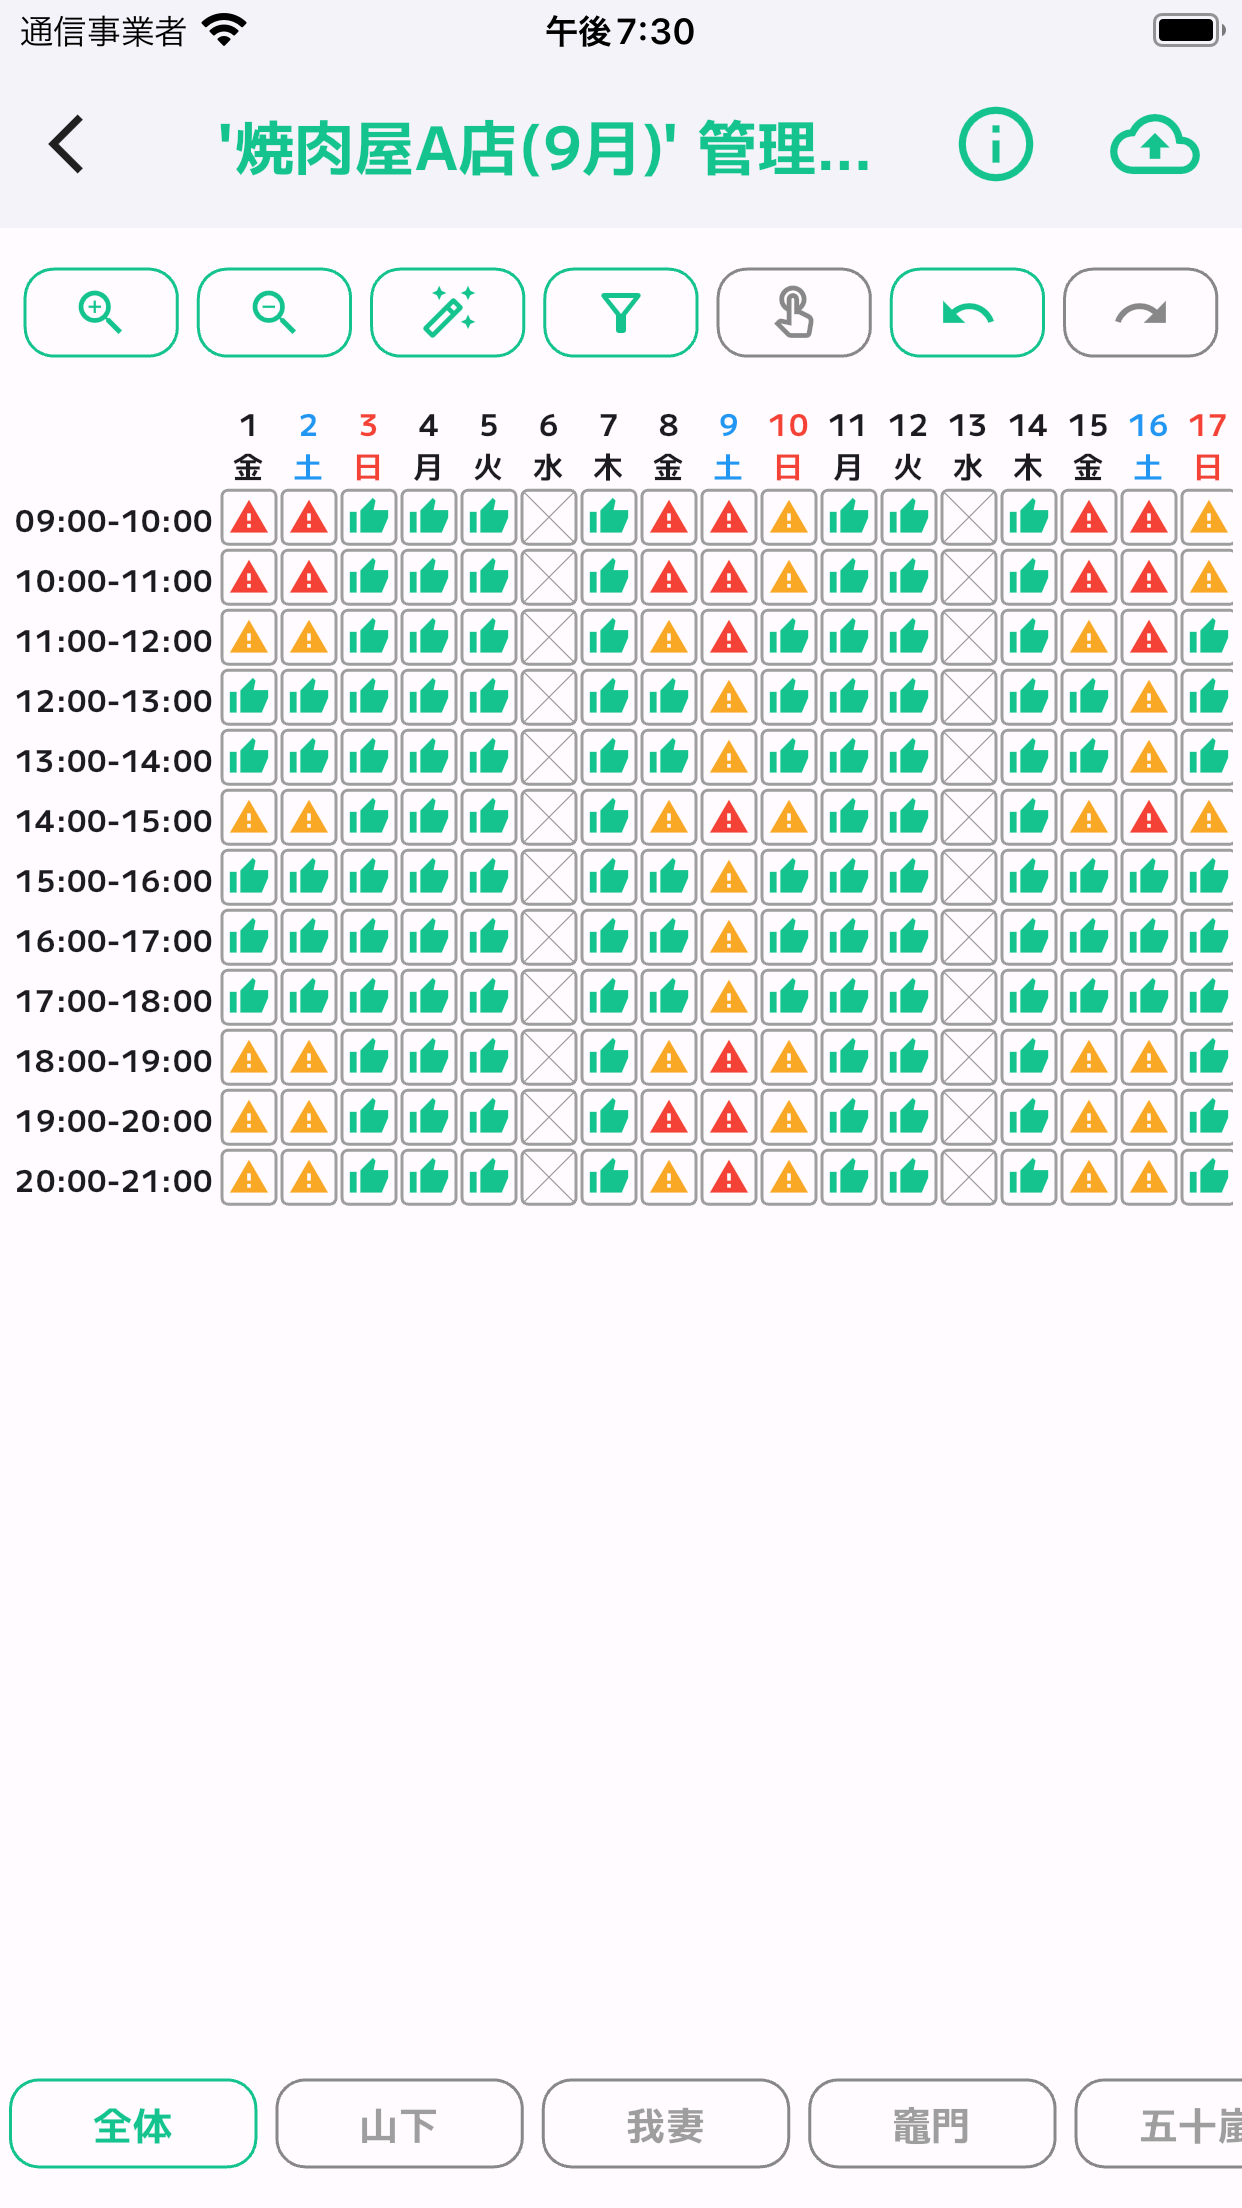 通信事業者 午後7:30
'焼肉屋A店(9月)' 管理...
1 2 3 4 5 6 7 8 9 10 11 12 13 14 15 16 17
金 土 日 月 火 水 木 金 土 日 月 火 水 木 金 土 日
09:00-10:00
10:00-11:00
11:00-12:00
12:00-13:00
13:00-14:00
14:00-15:00
15:00-16:00
16:00-17:00
17:00-18:00
18:00-19:00
19:00-20:00
20:00-21:00
全体 山下 我妻 竈門 五十嵐